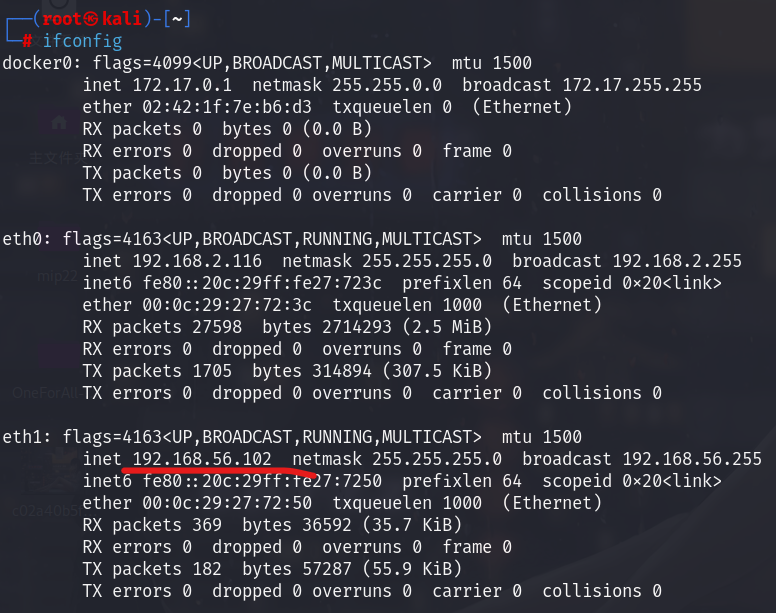 ┌──(root㉿kali)-[~]
└─# ifconfig
docker0: flags=4099<UP,BROADCAST,MULTICAST>  mtu 1500
        inet 172.17.0.1  netmask 255.255.0.0  broadcast 172.17.255.255
        ether 02:42:1f:7e:b6:d3  txqueuelen 0  (Ethernet)
        RX packets 0  bytes 0 (0.0 B)
        RX errors 0  dropped 0  overruns 0  frame 0
        TX packets 0  bytes 0 (0.0 B)
        TX errors 0  dropped 0 overruns 0  carrier 0  collisions 0

eth0: flags=4163<UP,BROADCAST,RUNNING,MULTICAST>  mtu 1500
        inet 192.168.2.116  netmask 255.255.255.0  broadcast 192.168.2.255
        inet6 fe80::20c:29ff:fe27:723c  prefixlen 64  scopeid 0×20<link>
        ether 00:0c:29:27:72:3c  txqueuelen 1000  (Ethernet)
        RX packets 27598  bytes 2714293 (2.5 MiB)
        RX errors 0  dropped 0  overruns 0  frame 0
        TX packets 1705  bytes 314894 (307.5 KiB)
        TX errors 0  dropped 0 overruns 0  carrier 0  collisions 0

eth1: flags=4163<UP,BROADCAST,RUNNING,MULTICAST>  mtu 1500
        inet 192.168.56.102  netmask 255.255.255.0  broadcast 192.168.56.255
        inet6 fe80::20c:29ff:fe27:7250  prefixlen 64  scopeid 0×20<link>
        ether 00:0c:29:27:72:50  txqueuelen 1000  (Ethernet)
        RX packets 369  bytes 36592 (35.7 KiB)
        RX errors 0  dropped 0  overruns 0  frame 0
        TX packets 182  bytes 57287 (55.9 KiB)
        TX errors 0  dropped 0 overruns 0  carrier 0  collisions 0